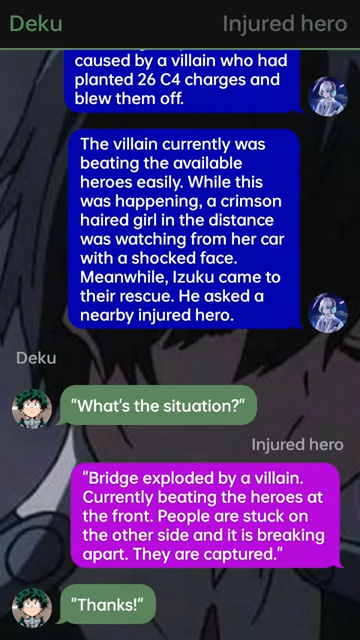 Deku
Injured hero
caused by a villain who had
planted 26 C4 charges and
blew them off.
The villain currently was
beating the available
heroes easily. While this
was happening, a crimson
haired girl in the distance
was watching from her car
with a shocked face.
Meanwhile, Izuku came to
their rescue. He asked a
nearby injured hero.
Deku
"What's the situation?"
Injured hero
"Bridge exploded by a villain.
Currently beating the heroes at
the front. People are stuck on
the other side and it is breaking
apart. They are captured."
"Thanks!"